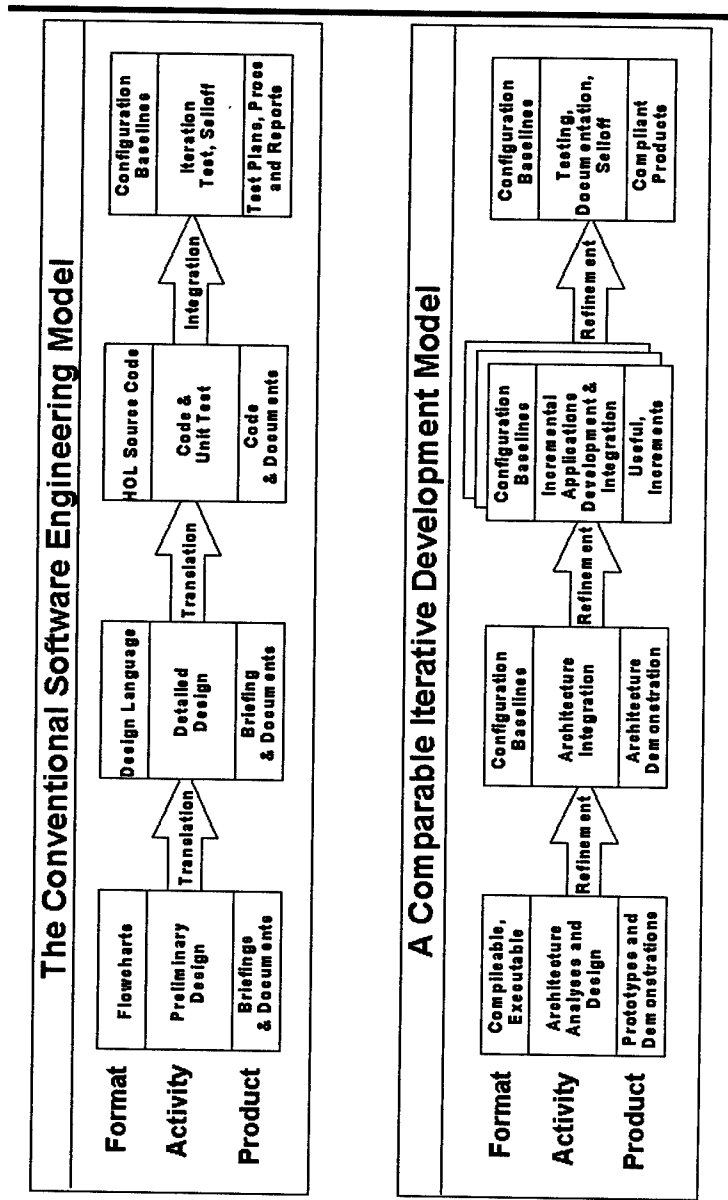 The Conventional Software Engineering Model
Format
Flowcharts
Design Language
HOL Source Code
Configuration
Baselines
Activity
Preliminary
Design
Translation
Detailed
Design
Translation
Code &
Unit Test
Integration
Iteration
Test, Selloff
Product
Briefings
& Documents
Briefing
& Documents
Code
& Documents
Test Plans, Procs
and Reports
A Comparable Iterative Development Model
Format
Compileable,
Executable
Configuration
Baselines
Configuration
Baselines
Configuration
Baselines
Activity
Architecture
Analyses and
Design
Refinement
Architecture
Integration
Refinement
Incremental
Applications
Development &
Integration
Refinement
Testing,
Documentation,
Selloff
Product
Prototypes and
Demonstrations
Architecture
Demonstration
Useful,
Increments
Compliant
Products